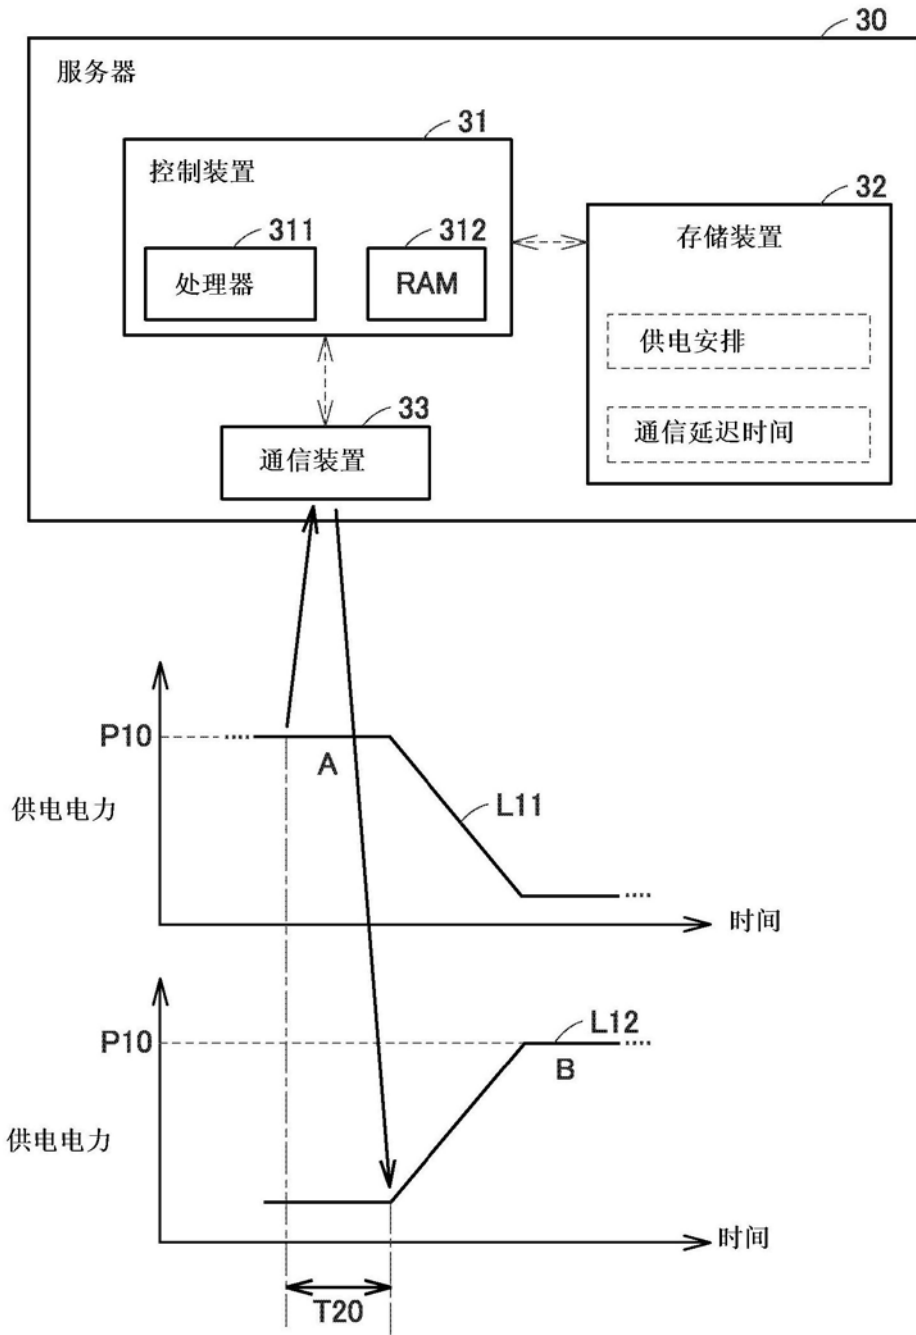 30
服务器
31
控制装置
32
存储装置
311
312
处理器
RAM
供电安排
33
通信延迟时间
通信装置
P10
A
供电电力
L11
时间
P10
L12
B
供电电力
时间
T20